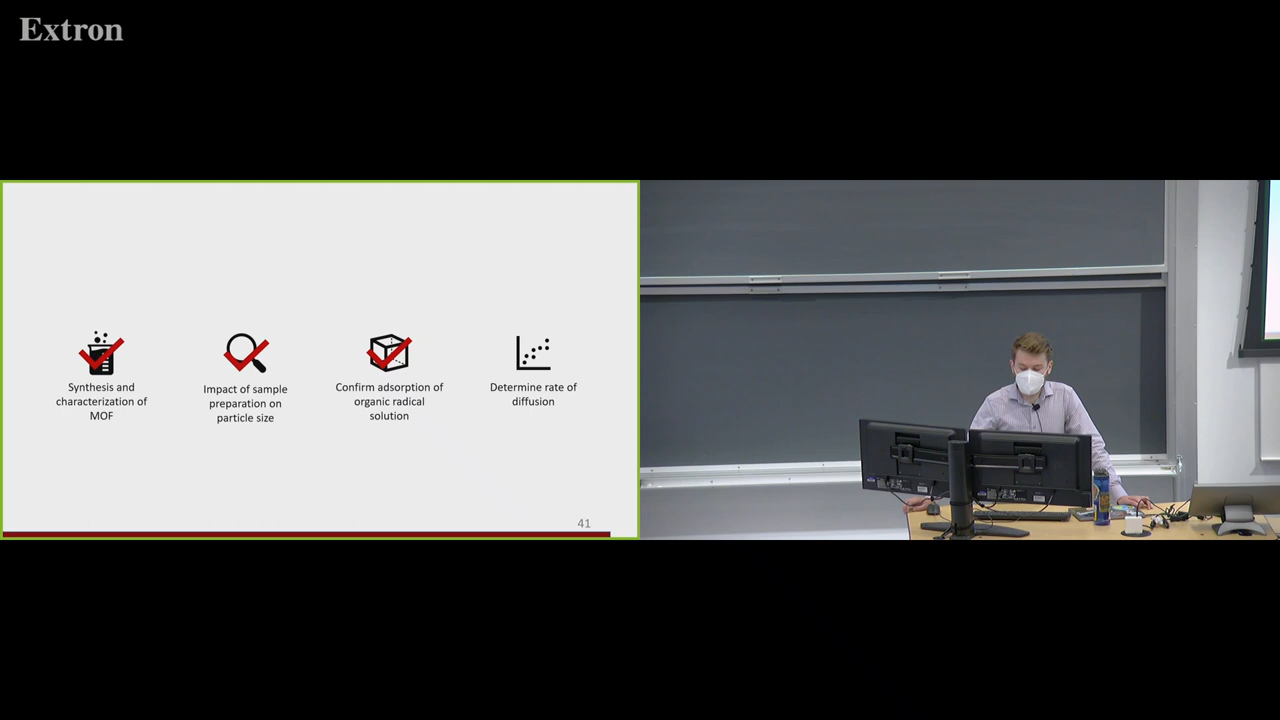 Extron
Synthesis and
characterization of
MOF
Impact of sample
preparation on
particle size
Confirm adsorption of
organic radical
solution
Determine rate of
diffusion
41